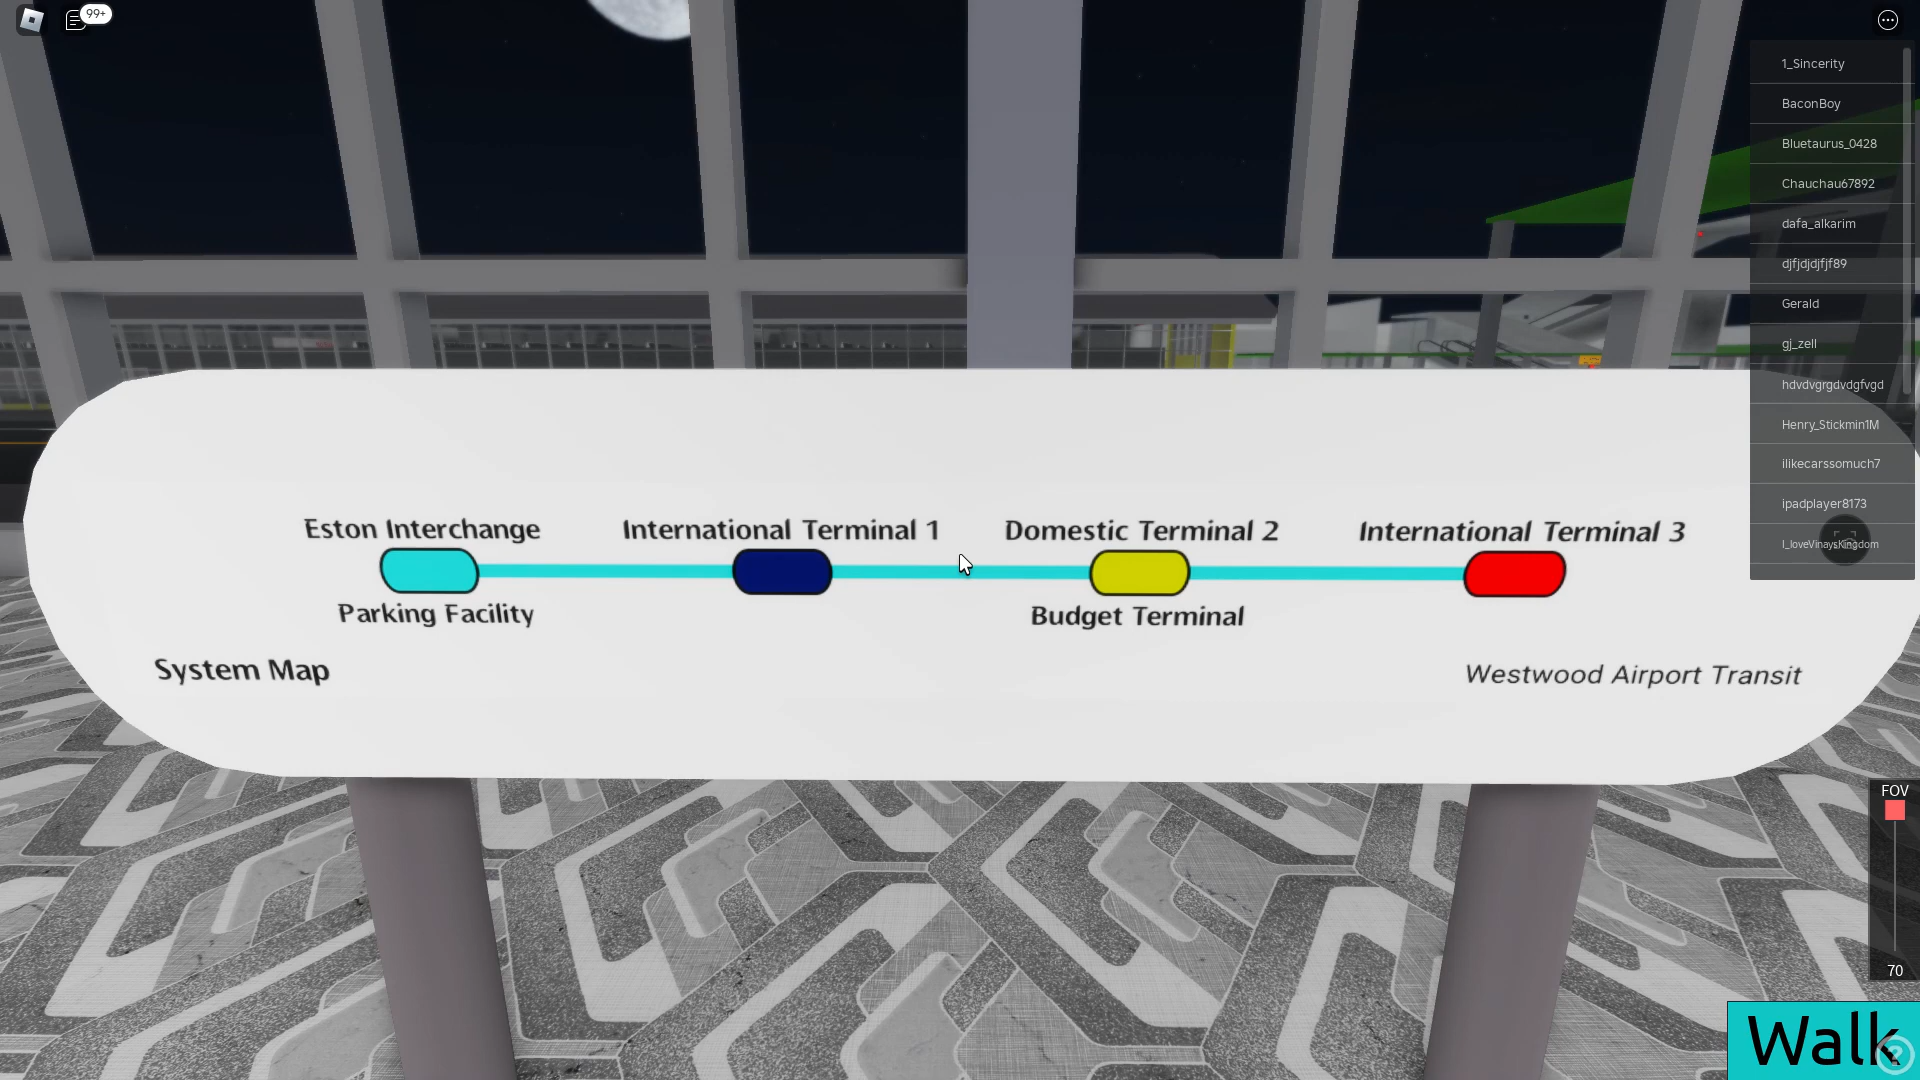 99+
1_Sincerity
BaconBoy
Bluetaurus_0428
Chauchau67892
dafa_alkarim
djfjdjdjfjf89
Gerald
gj_zell
hdvdvgrgdvdgfvgd
Henry_Stickmin1M
ilikecarssomuch7
ipadplayer8173
I_loveVinaysKingdom
Eston Interchange
International Terminal 1
Domestic Terminal 2
International Terminal 3
Parking Facility
Budget Terminal
System Map
Westwood Airport Transit
FOV
70
Walk
?